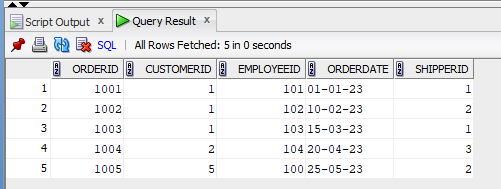 Script Output x Query Result x
SQL All Rows Fetched: 5 in 0 seconds
ORDERID CUSTOMERID EMPLOYEEID ORDERDATE SHIPPERID
1 1001 1 101 01-01-23 1
2 1002 1 102 10-02-23 2
3 1003 1 103 15-03-23 1
4 1004 2 104 20-04-23 3
5 1005 5 100 25-05-23 2